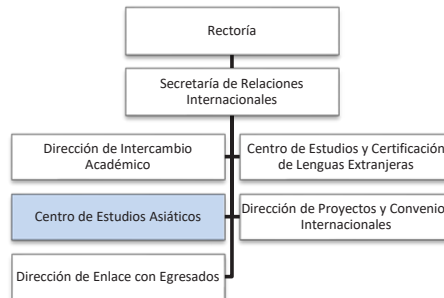 Rectoría
Secretaría de Relaciones
Internacionales
Dirección de Intercambio
Académico
Centro de Estudios y Certificación
de Lenguas Extranjeras
Centro de Estudios Asiáticos
Dirección de Proyectos y Convenio
Internacionales
Dirección de Enlace con Egresados